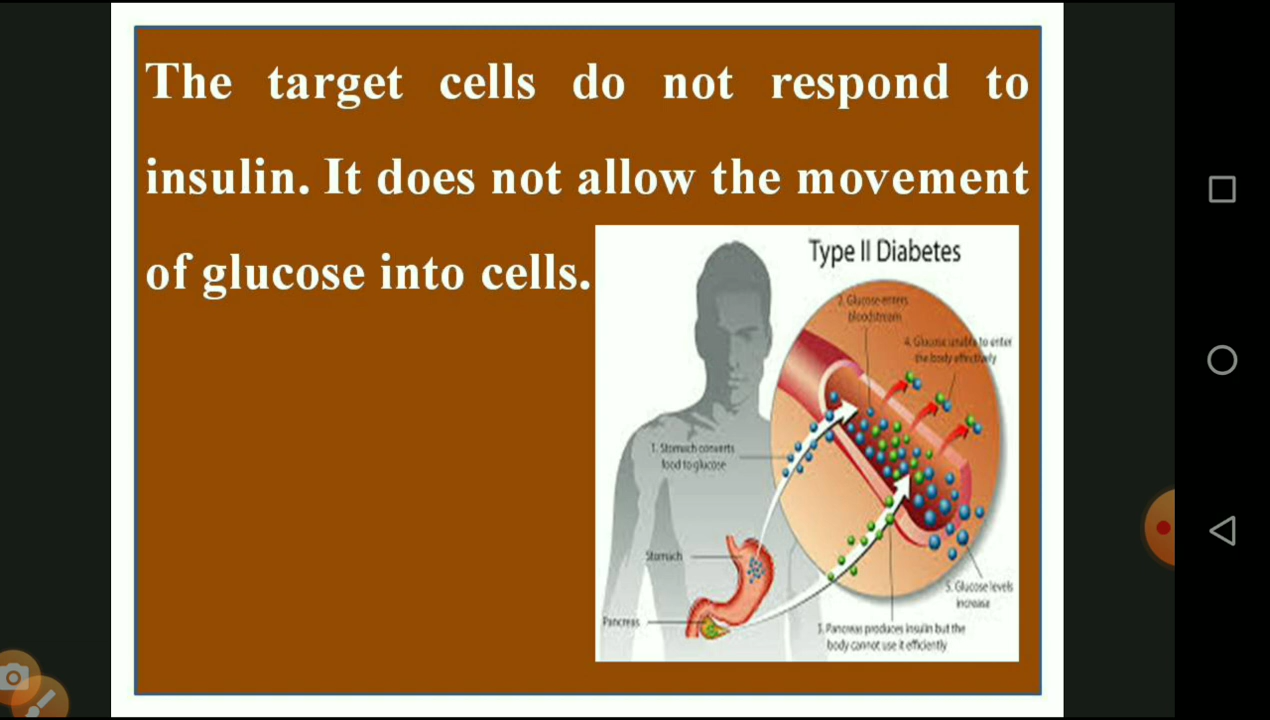 The target cells do not respond to
insulin. It does not allow the movement
of glucose into cells.
Type II Diabetes
2. Glucose enters
bloodstream
4. Glucose unable to enter
the body effectively
1. Stomach converts
food to glucose
Stomach
Pancreas
5. Glucose levels
increase
3. Pancreas produces insulin but the
body cannot use it efficiently